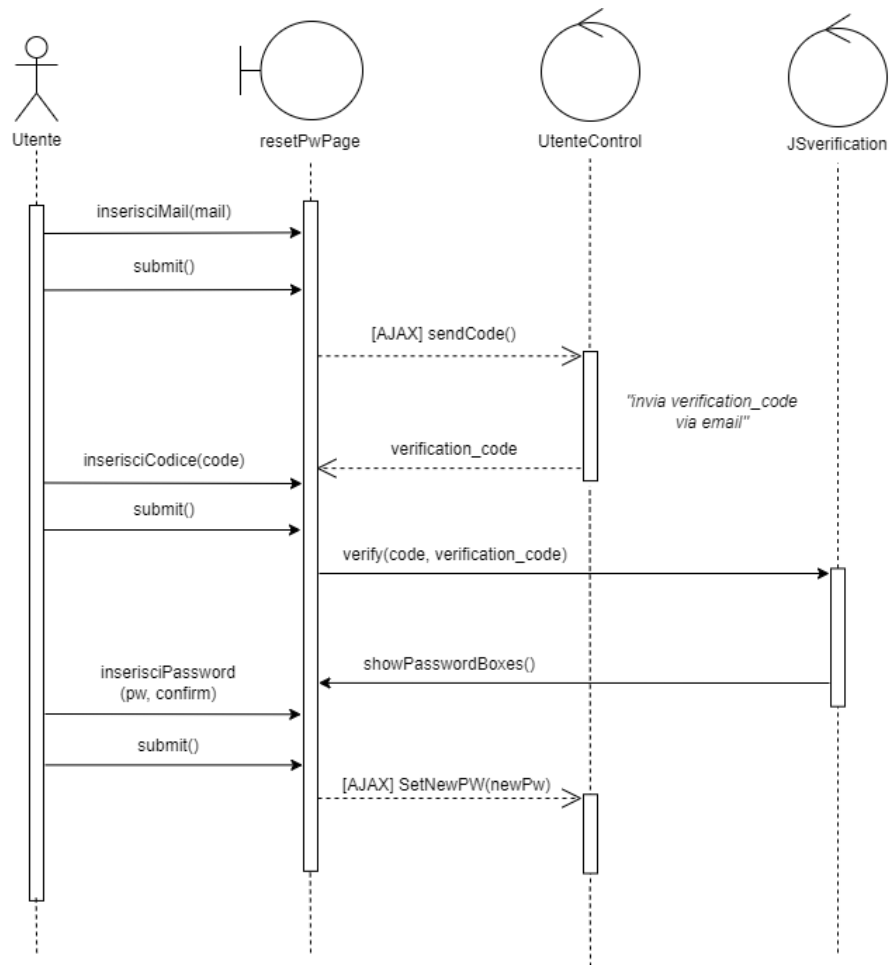 Utente
resetPwPage
UtenteControl
JSverification
inserisciMail(mail)
submit()
[AJAX] sendCode()
"invia verification_code
via email"
verification_code
inserisciCodice(code)
submit()
verify(code, verification_code)
showPasswordBoxes()
inserisciPassword
(pw, confirm)
submit()
[AJAX] SetNewPW(newPw)